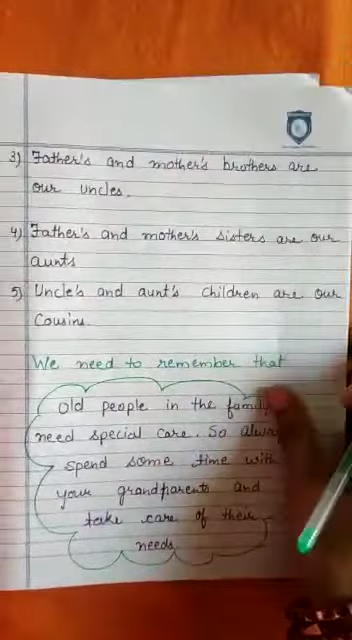 3) Father's and mother's brothers are
our uncles.
4) Father's and mother's sisters are our
aunts
5) Uncle's and aunt's children are our
Cousins.
We need to remember that
Old people in the family
need special care. So
spend some time with
your grandparents and
take care of their
needs